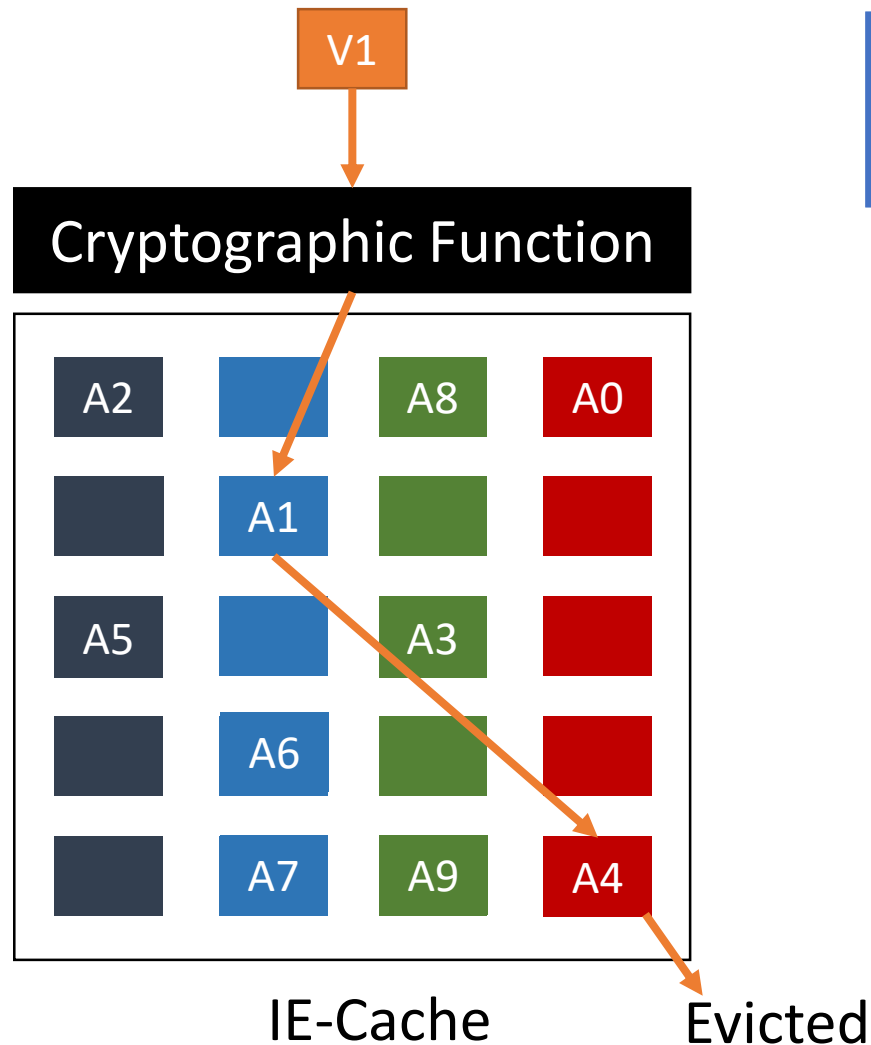 V1
Cryptographic Function
A2 A8 A0
A1
A5 A3
A6
A7 A9 A4
IE-Cache Evicted